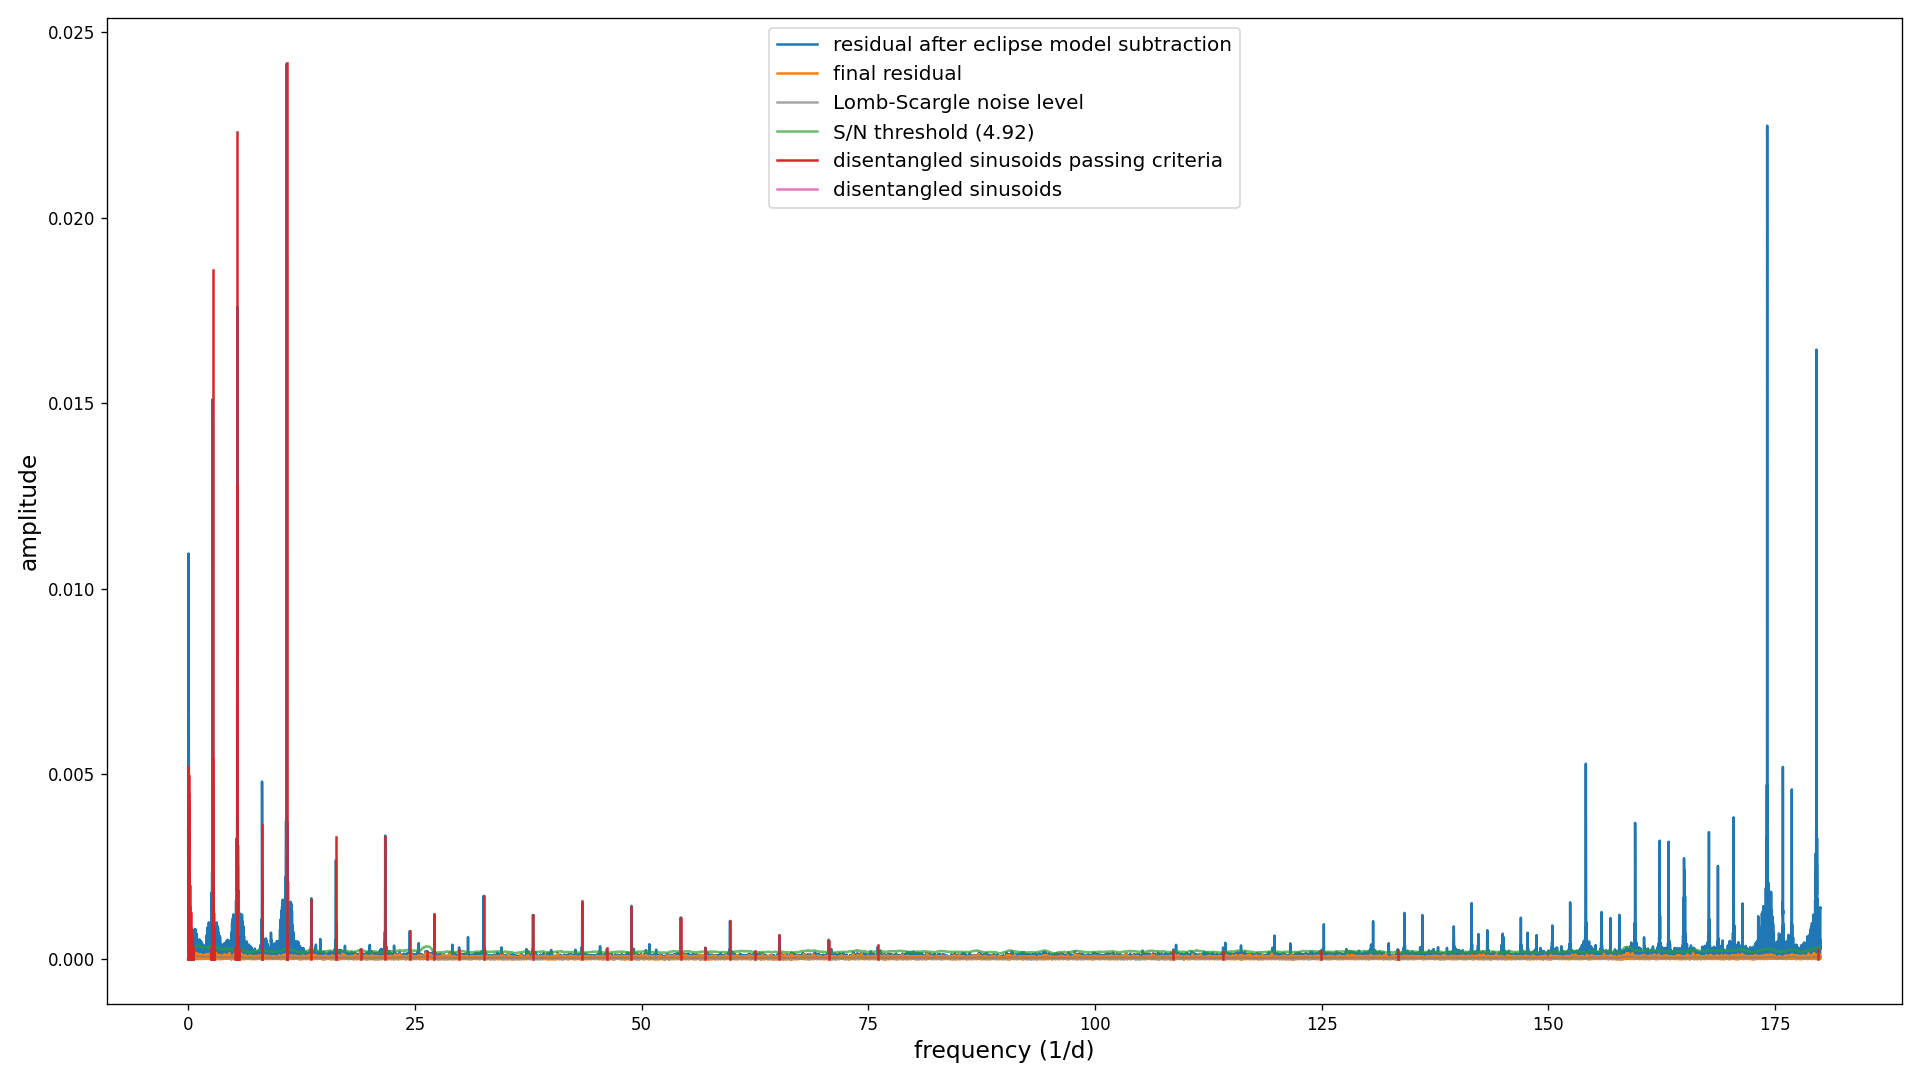 0.025
0.020
0.015
0.010
0.005
0.000
amplitude
residual after eclipse model subtraction
final residual
Lomb-Scargle noise level
S/N threshold (4.92)
disentangled sinusoids passing criteria
disentangled sinusoids
0 25 50 75 100 125 150 175
frequency (1/d)